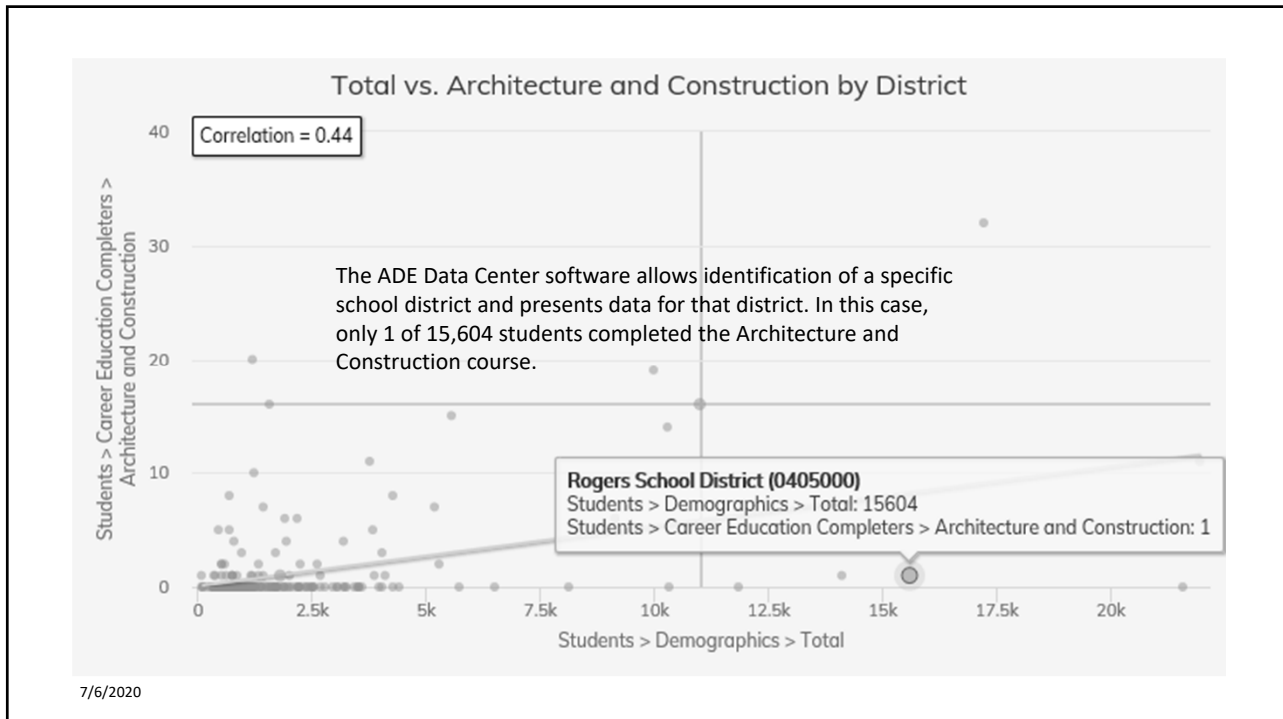 Total vs. Architecture and Construction by District
Correlation = 0.44
40
30
20
10
0
Students > Career Education Completers >
Architecture and Construction
The ADE Data Center software allows identification of a specific
school district and presents data for that district. In this case,
only 1 of 15,604 students completed the Architecture and
Construction course.
Rogers School District (0405000)
Students > Demographics > Total: 15604
Students > Career Education Completers > Architecture and Construction: 1
0
2.5k
5k
7.5k
10k
12.5k
15k
17.5k
20k
Students > Demographics > Total
7/6/2020